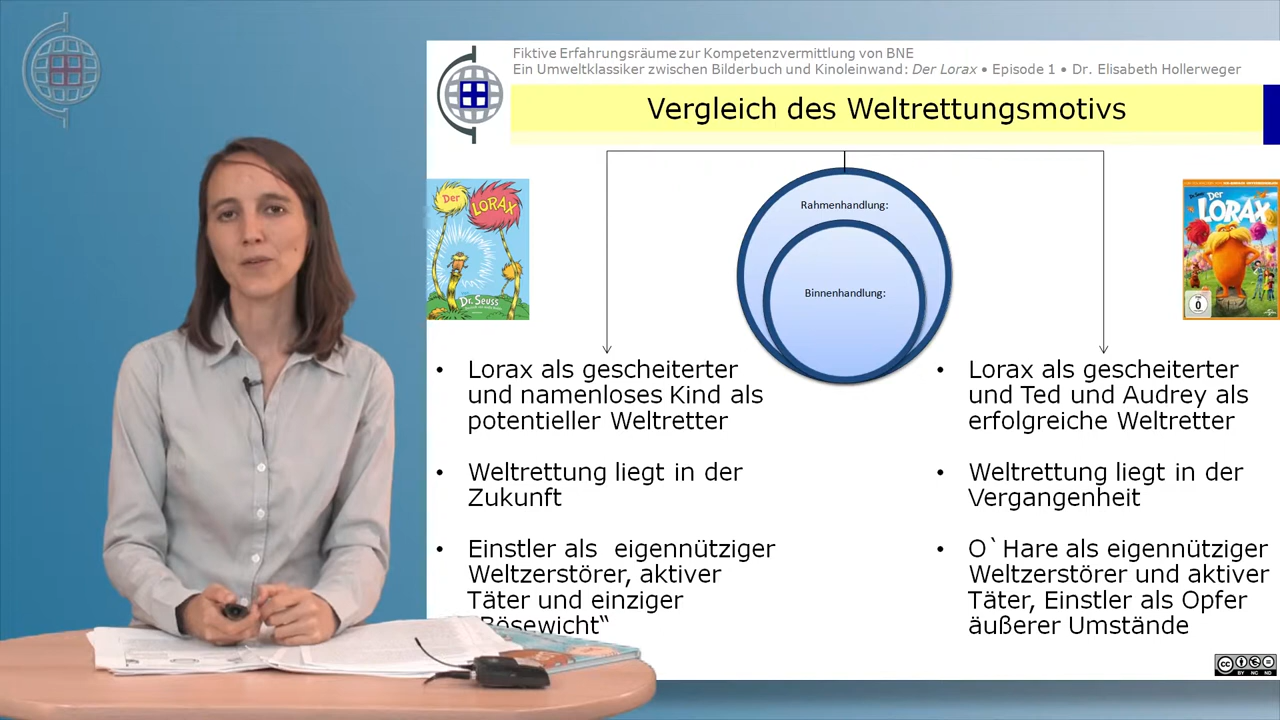 Fiktive Erfahrungsräume zur Kompetenzvermittlung von BNE
Ein Umweltklassiker zwischen Bilderbuch und Kinoleinwand: Der Lorax • Episode 1 • Dr. Elisabeth Hollerweger
Vergleich des Weltrettungsmotivs
Rahmenhandlung:
Binnenhandlung:
Der
LORAX
Dr. Seuss
Der
LORAX
• Lorax als gescheiterter
und namenloses Kind als
potentieller Weltretter
• Weltrettung liegt in der
Zukunft
• Einstler als  eigennütziger
Weltzerstörer, aktiver
Täter und einziger
Bösewicht“
• Lorax als gescheiterter
und Ted und Audrey als
erfolgreiche Weltretter
• Weltrettung liegt in der
Vergangenheit
• O`Hare als eigennütziger
Weltzerstörer und aktiver
Täter, Einstler als Opfer
äußerer Umstände
cc
BY NC ND